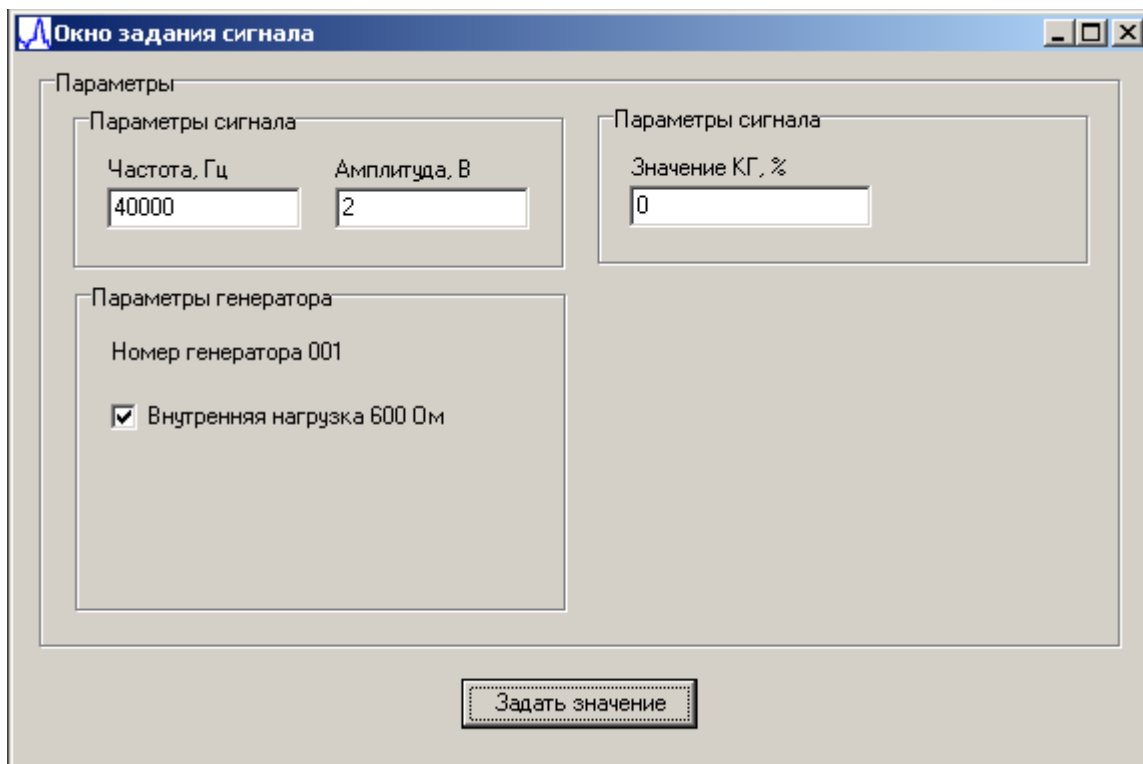 Окно задания сигнала
Параметры
Параметры сигнала
Частота, Гц
Амплитуда, В
40000
2
Параметры сигнала
Значение КГ, %
0
Параметры генератора
Номер генератора 001
Внутренняя нагрузка 600 Ом
Задать значение